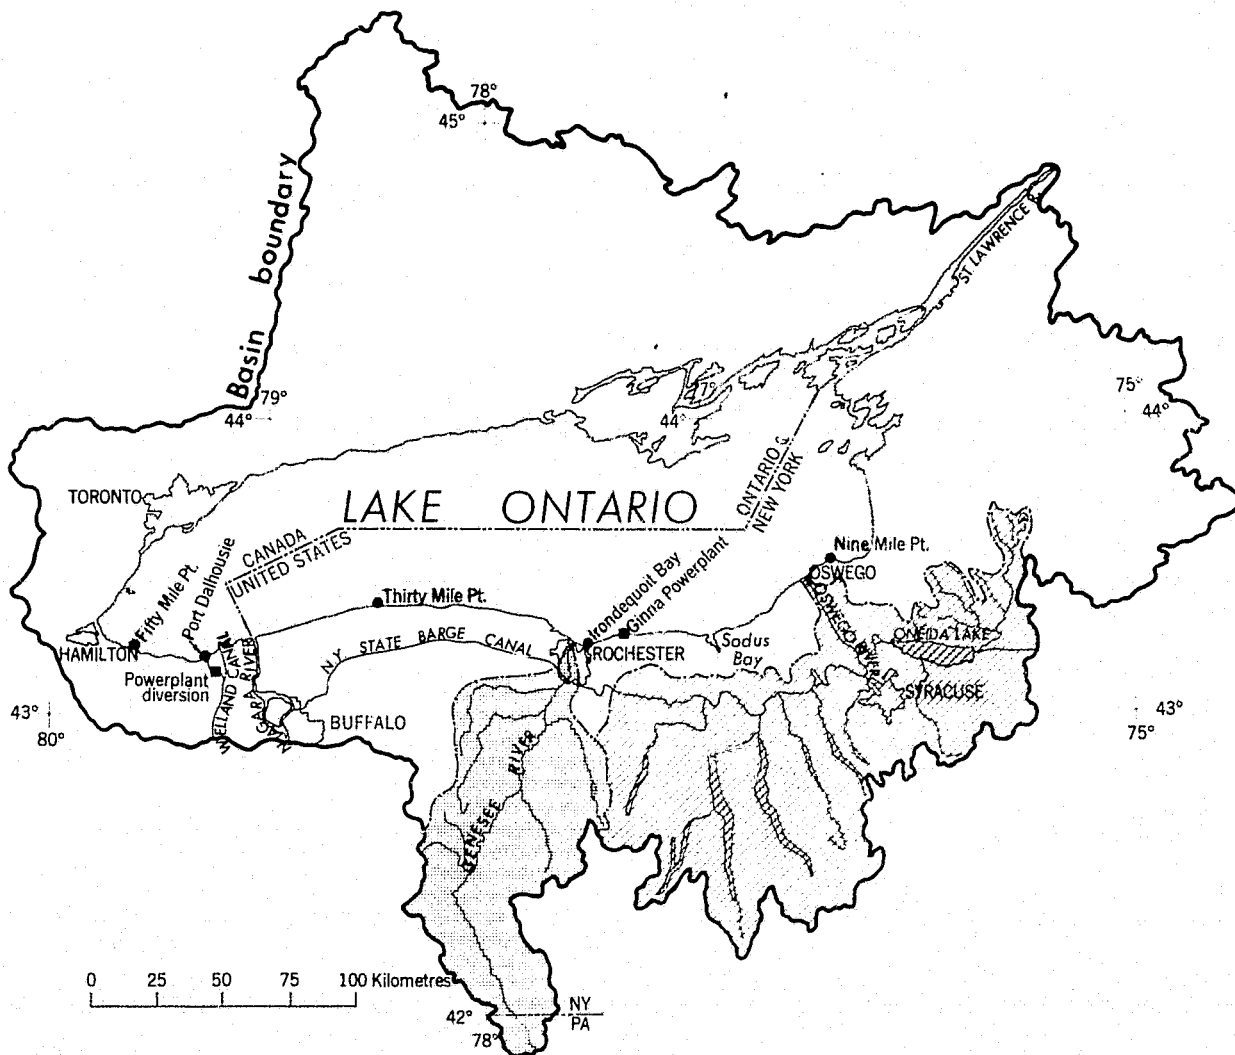 78°
45°
Basin boundary
ST LAWRENCE R.
79°
44°
75°
44°
77°
44°
TORONTO
LAKE ONTARIO
ONTARIO
NEW YORK
CANADA
UNITED STATES
Nine Mile Pt.
OSWEGO
Fifty Mile Pt.
Port Dalhousie
Thirty Mile Pt.
Irondequoit Bay
Ginna Powerplant
OSWEGO RIVER
ONEIDA LAKE
HAMILTON
N.Y. STATE BARGE CANAL
ROCHESTER
Sodus
Bay
Powerplant
diversion
WELLAND CANAL
NIAGARA RIVER
SYRACUSE
BUFFALO
43°
80°
43°
75°
GENESEE RIVER
0 25 50 75 100 Kilometres
42°
78°
NY
PA